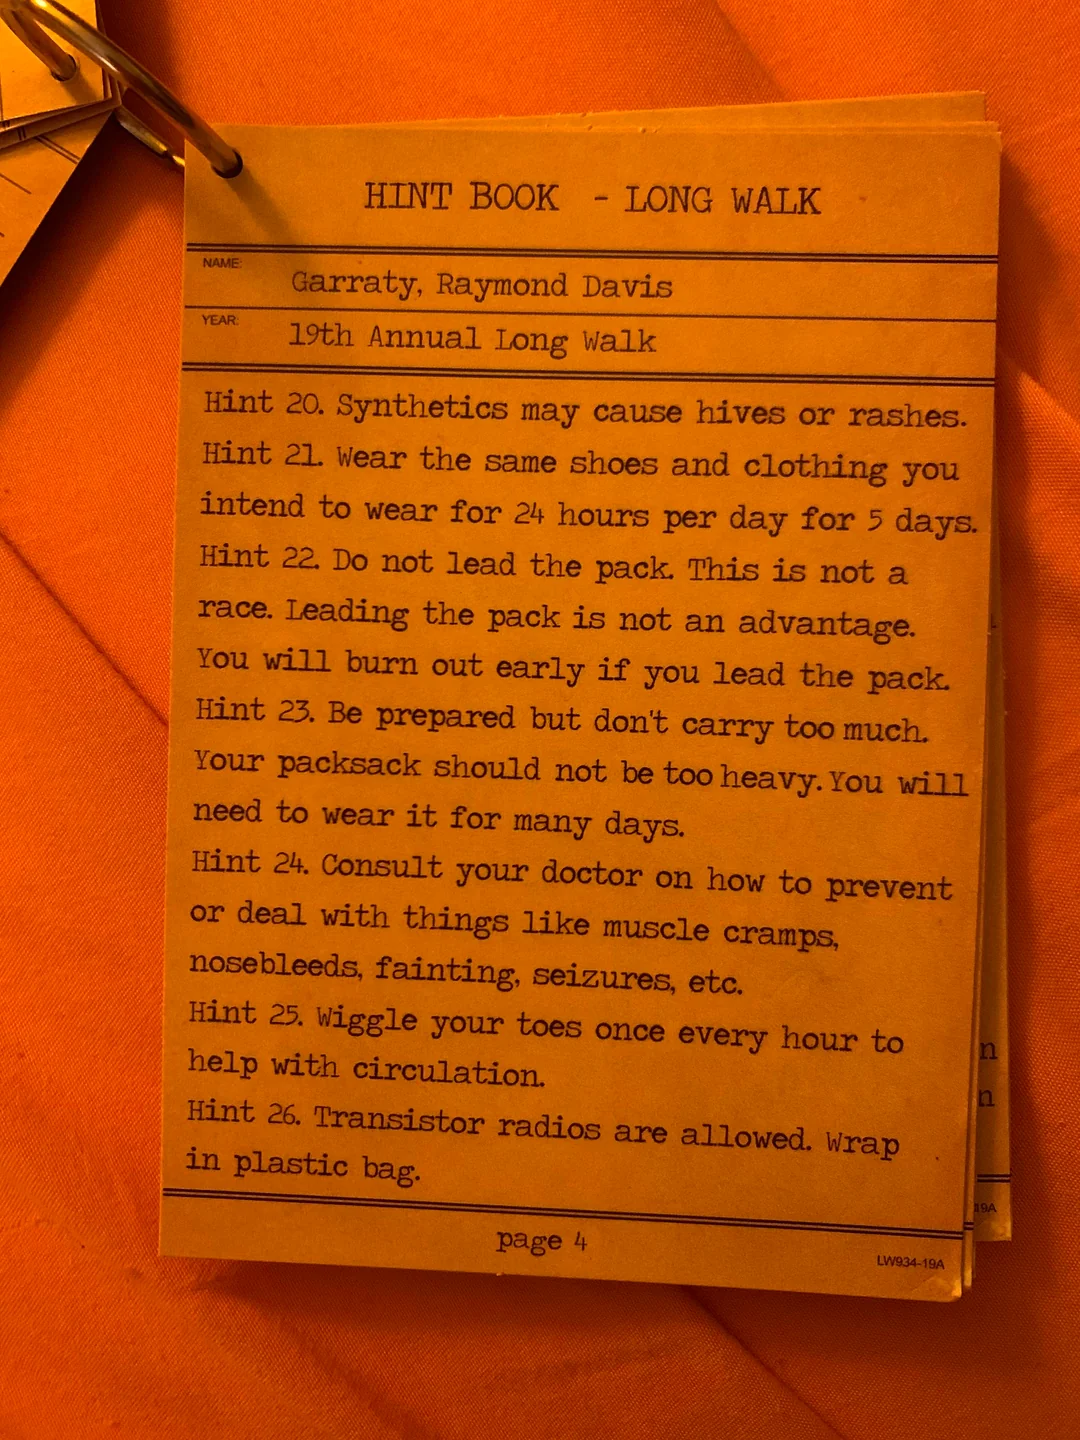 HINT BOOK - LONG WALK
NAME: Garraty, Raymond Davis
YEAR: 19th Annual Long Walk
Hint 20. Synthetics may cause hives or rashes.
Hint 21. Wear the same shoes and clothing you
intend to wear for 24 hours per day for 5 days.
Hint 22. Do not lead the pack. This is not a
race. Leading the pack is not an advantage.
You will burn out early if you lead the pack.
Hint 23. Be prepared but don't carry too much.
Your packsack should not be too heavy. You will
need to wear it for many days.
Hint 24. Consult your doctor on how to prevent
or deal with things like muscle cramps,
nosebleeds, fainting, seizures, etc.
Hint 25. Wiggle your toes once every hour to
help with circulation.
Hint 26. Transistor radios are allowed. Wrap
in plastic bag.
page 4
LW934-19A
n
n
19A